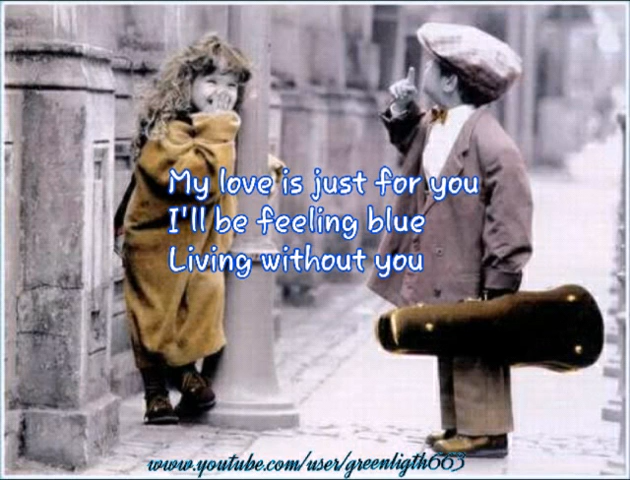 My love is just for you
I'll be feeling blue
Living without you
www.youtube.com/user/greenligth663